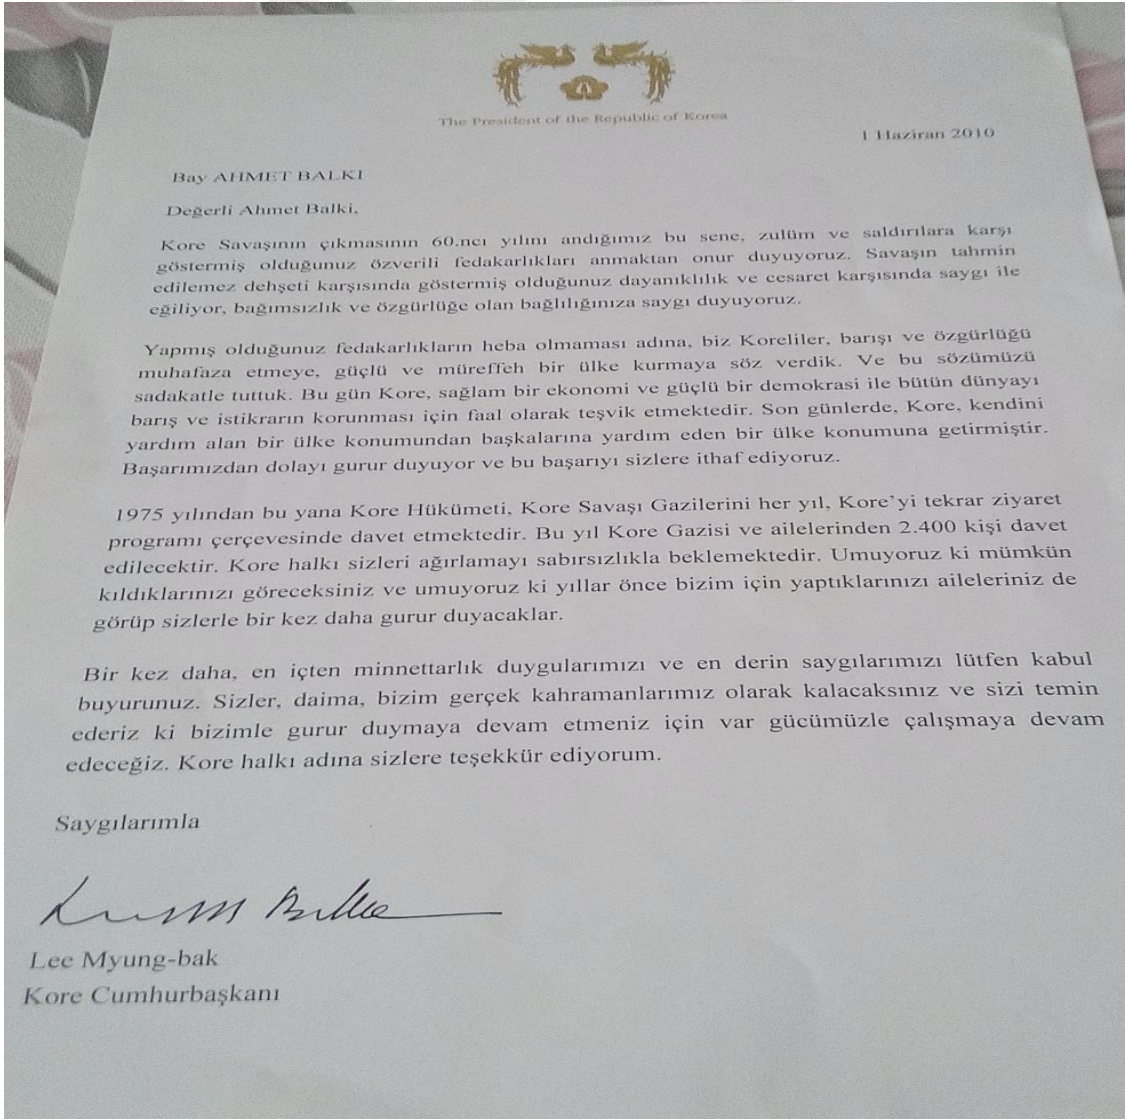 The President of the Republic of Korea
1 Haziran 2010
Bay AHMET BALKI
Değerli Ahmet Balki,
Kore Savaşının çıkmasının 60.ncı yılını andığımız bu sene, zulüm ve saldırılara karşı
göstermiş olduğunuz özverili fedakarlıkları anmaktan onur duyuyoruz. Savaşın tahmin
edilemez dehşeti karşısında göstermiş olduğunuz dayanıklılık ve cesaret karşısında saygı ile
eğiliyor, bağımsızlık ve özgürlüğe olan bağlılığınıza saygı duyuyoruz.
Yapmış olduğunuz fedakarlıkların heba olmaması adına, biz Koreliler, barışı ve özgürlüğü
muhafaza etmeye, güçlü ve müreffeh bir ülke kurmaya söz verdik. Ve bu sözümüzü
sadakatle tuttuk. Bu gün Kore, sağlam bir ekonomi ve güçlü bir demokrasi ile bütün dünyayı
barış ve istikrarın korunması için faal olarak teşvik etmektedir. Son günlerde, Kore, kendini
yardım alan bir ülke konumundan başkalarına yardım eden bir ülke konumuna getirmiştir.
Başarımızdan dolayı gurur duyuyor ve bu başarıyı sizlere ithaf ediyoruz.
1975 yılından bu yana Kore Hükümeti, Kore Savaşı Gazilerini her yıl, Kore’yi tekrar ziyaret
programı çerçevesinde davet etmektedir. Bu yıl Kore Gazisi ve ailelerinden 2.400 kişi davet
edilecektir. Kore halkı sizleri ağırlamayı sabırsızlıkla beklemektedir. Umuyoruz ki mümkün
kıldıklarınızı göreceksiniz ve umuyoruz ki yıllar önce bizim için yaptıklarınızı aileleriniz de
görüp sizlerle bir kez daha gurur duyacaklar.
Bir kez daha, en içten minnettarlık duygularımızı ve en derin saygılarımızı lütfen kabul
buyurunuz. Sizler, daima, bizim gerçek kahramanlarımız olarak kalacaksınız ve sizi temin
ederiz ki bizimle gurur duymaya devam etmeniz için var gücümüzle çalışmaya devam
edeceğiz. Kore halkı adına sizlere teşekkür ediyorum.
Saygılarımla
Lee Myung-bak
Kore Cumhurbaşkanı